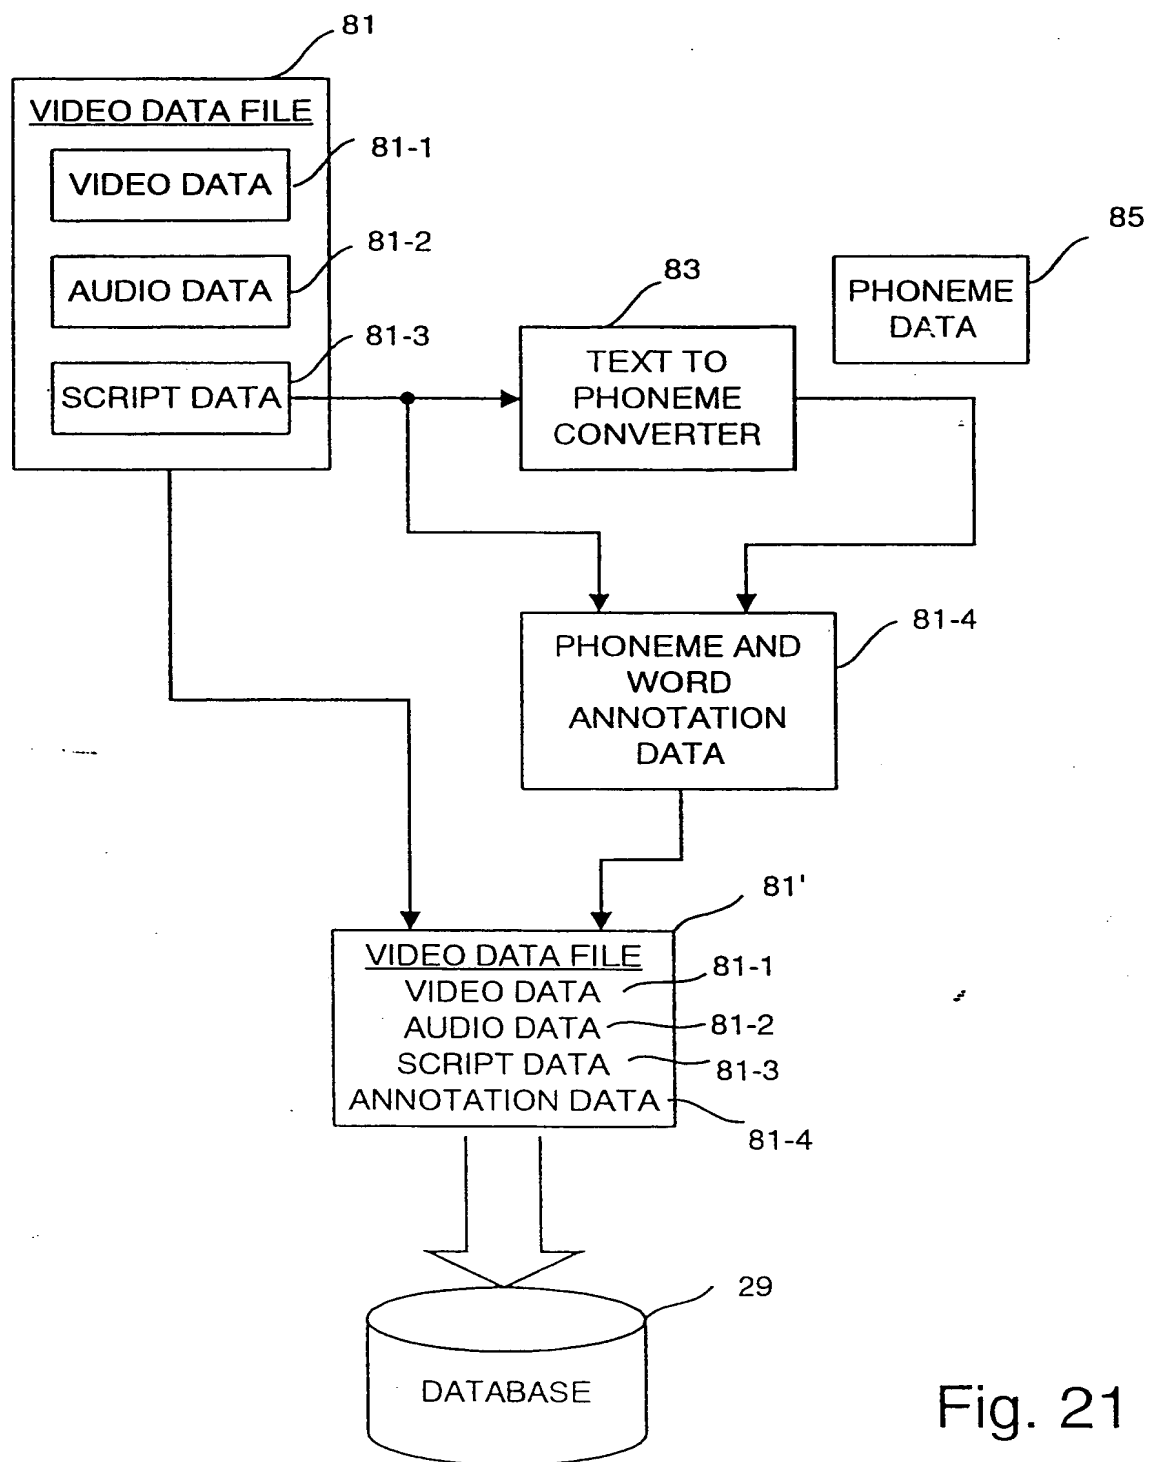 81
VIDEO DATA FILE
81-1
VIDEO DATA
81-2
AUDIO DATA
81-3
SCRIPT DATA
83
TEXT TO
PHONEME
CONVERTER
85
PHONEME
DATA
81-4
PHONEME AND
WORD
ANNOTATION
DATA
81'
VIDEO DATA FILE
VIDEO DATA
81-1
AUDIO DATA
81-2
SCRIPT DATA
81-3
ANNOTATION DATA
81-4
29
DATABASE
Fig. 21